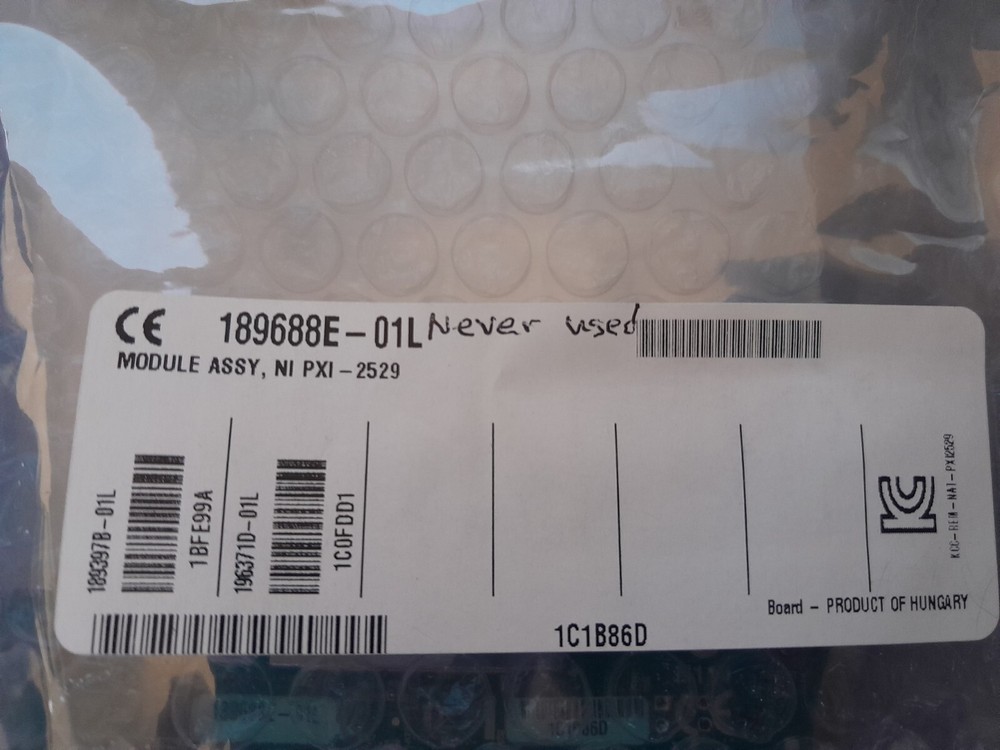 CE 189688E-01L Never used
MODULE ASSY, NI PXI-2529
189397B-01L
1BFE99A
196371D-01L
1C0FDD1
KCC-REM-NAT-PXI2529
Board - PRODUCT OF HUNGARY
1C1B86D